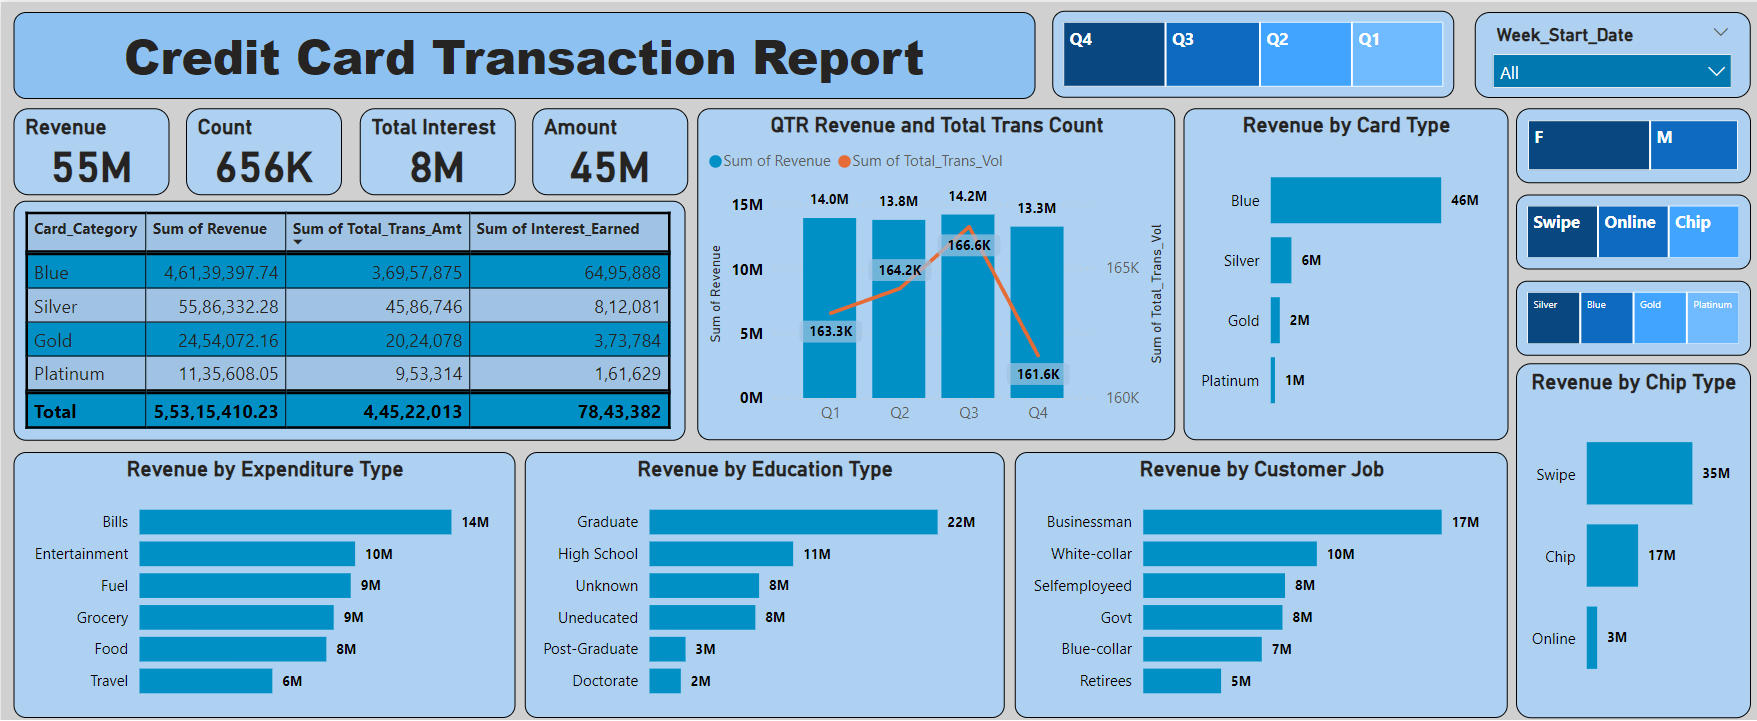 Credit Card Transaction Report
Q4 Q3 Q2 Q1
Week_Start_Date
All
Revenue
55M
Count
656K
Total Interest
8M
Amount
45M
Card_Category Sum of Revenue Sum of Total_Trans_Amt Sum of Interest_Earned
Blue 4,61,39,397.74 3,69,57,875 64,95,888
Silver 55,86,332.28 45,86,746 8,12,081
Gold 24,54,072.16 20,24,078 3,73,784
Platinum 11,35,608.05 9,53,314 1,61,629
Total 5,53,15,410.23 4,45,22,013 78,43,382
QTR Revenue and Total Trans Count
Sum of Revenue Sum of Total_Trans_Vol
Sum of Revenue
15M
10M
5M
0M
14.0M 13.8M 14.2M 13.3M
163.3K 164.2K 166.6K 161.6K
Q1 Q2 Q3 Q4
165K
160K
Sum of Total_Trans_Vol
Revenue by Card Type
Blue 46M
Silver 6M
Gold 2M
Platinum 1M
F M
Swipe Online Chip
Silver Blue Gold Platinum
Revenue by Chip Type
Swipe 35M
Chip 17M
Online 3M
Revenue by Expenditure Type
Bills 14M
Entertainment 10M
Fuel 9M
Grocery 9M
Food 8M
Travel 6M
Revenue by Education Type
Graduate 22M
High School 11M
Unknown 8M
Uneducated 8M
Post-Graduate 3M
Doctorate 2M
Revenue by Customer Job
Businessman 17M
White-collar 10M
Selfemployeed 8M
Govt 8M
Blue-collar 7M
Retirees 5M